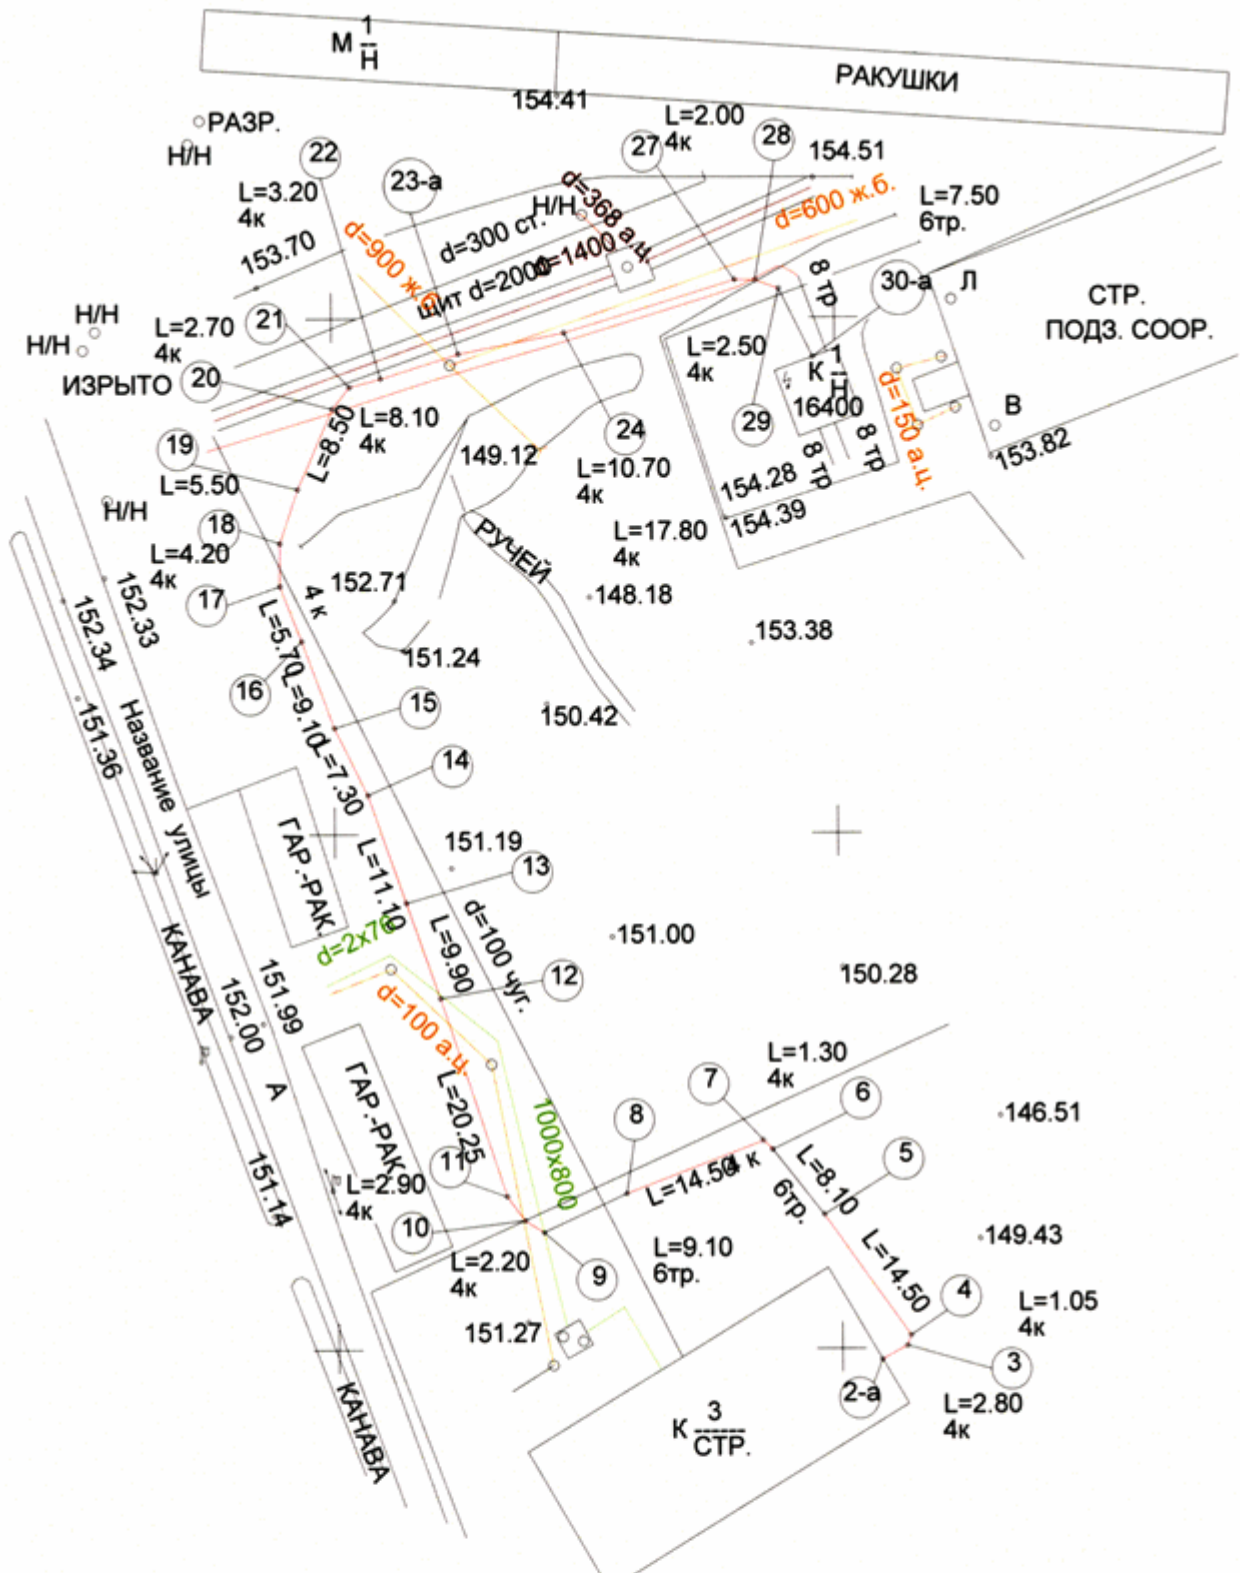 М 1
--
Н
РАКУШКИ
154.41
РАЗР.
Н/Н
22
23-а
L=2.00
4к
27
28
154.51
L=3.20
4к
Н/Н
d=368 а.ц.
d=600 ж.б.
L=7.50
6тр.
153.70
d=900 ж.б.
d=300 ст.
d=1400
щит d=2000
8 тр
30-а
Л
СТР.
ПОДЗ. СООР.
Н/Н
Н/Н
21
L=2.70
4к
20
ИЗРЫТО
L=2.50
4к
К 1
--
Н
16400
d=150 а.ц.
В
29
153.82
19
L=8.50
L=8.10
4к
149.12
24
L=10.70
4к
8 тр
8 тр
154.28
154.39
L=5.50
Н/Н
18
L=4.20
4к
17
4 к
152.71
РУЧЕЙ
L=17.80
4к
148.18
153.38
152.33
152.34
L=5.70
151.24
16
L=9.10
15
150.42
151.36
Название улицы
L=7.30
14
ГАР.-РАК.
L=11.10
151.19
13
d=2x76
L=9.90
d=100 чуг.
151.00
12
150.28
КАНАВА
152.00
151.99
А
d=100 а.ц.
ГАР.-РАК.
L=20.25
1000x800
L=1.30
4к
7
6
8
146.51
L=14.50
4 к
6тр.
L=8.10
5
11
L=2.90
4к
151.14
10
L=2.20
4к
9
L=9.10
6тр.
149.43
L=14.50
4
L=1.05
4к
151.27
3
2-а
L=2.80
4к
КАНАВА
К 3
------
СТР.